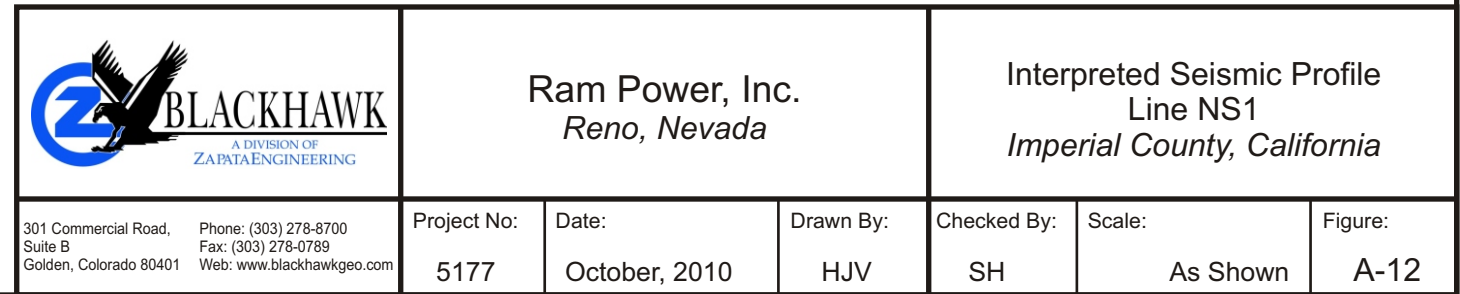 Z BLACKHAWK
A DIVISION OF
ZAPATAENGINEERING
Ram Power, Inc.
Reno, Nevada
Interpreted Seismic Profile
Line NS1
Imperial County, California
301 Commercial Road,
Suite B
Golden, Colorado 80401
Phone: (303) 278-8700
Fax: (303) 278-0789
Web: www.blackhawkgeo.com
Project No:
5177
Date:
October, 2010
Drawn By:
HJV
Checked By:
SH
Scale:
As Shown
Figure:
A-12